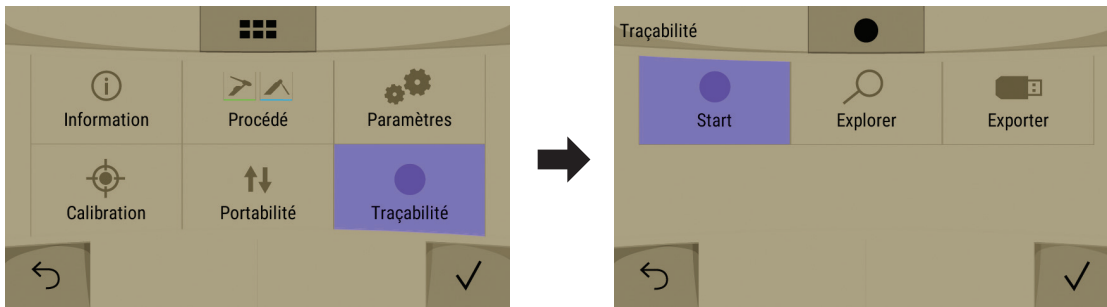 Information Procédé Paramètres
Calibration Portabilité Traçabilité
Traçabilité
Start Explorer Exporter